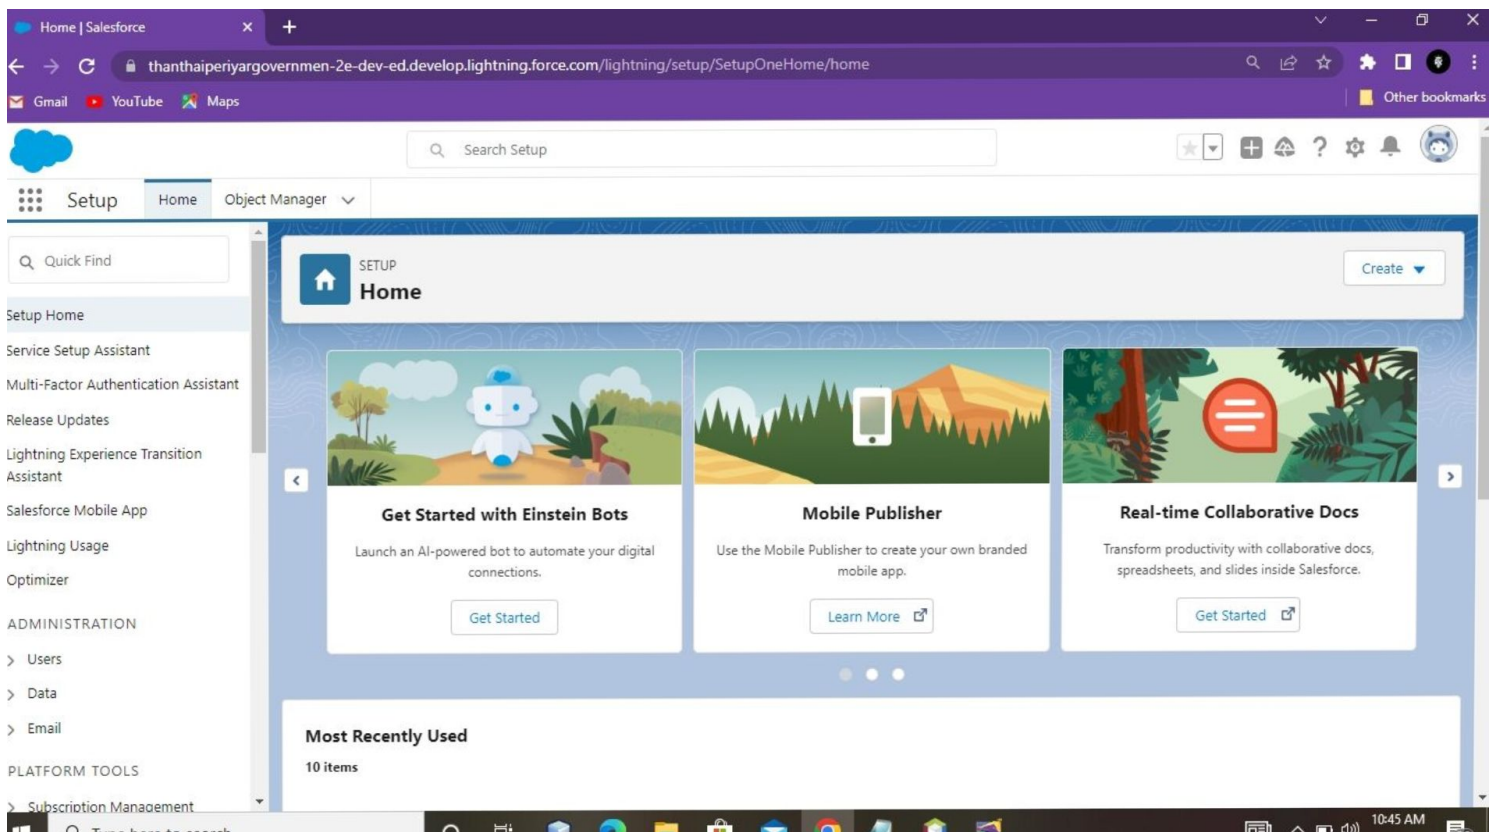 Home | Salesforce
thanthaiperiyargovernmen-2e-dev-ed.develop.lightning.force.com/lightning/setup/SetupOneHome/home
Gmail YouTube Maps Other bookmarks
Search Setup
Setup Home Object Manager
Quick Find
Setup Home
Service Setup Assistant
Multi-Factor Authentication Assistant
Release Updates
Lightning Experience Transition
Assistant
Salesforce Mobile App
Lightning Usage
Optimizer
ADMINISTRATION
Users
Data
Email
PLATFORM TOOLS
Subscription Management
SETUP
Home
Create
Get Started with Einstein Bots
Launch an AI-powered bot to automate your digital
connections.
Get Started
Mobile Publisher
Use the Mobile Publisher to create your own branded
mobile app.
Learn More
Real-time Collaborative Docs
Transform productivity with collaborative docs,
spreadsheets, and slides inside Salesforce.
Get Started
Most Recently Used
10 items
Type here to search
10:45 AM